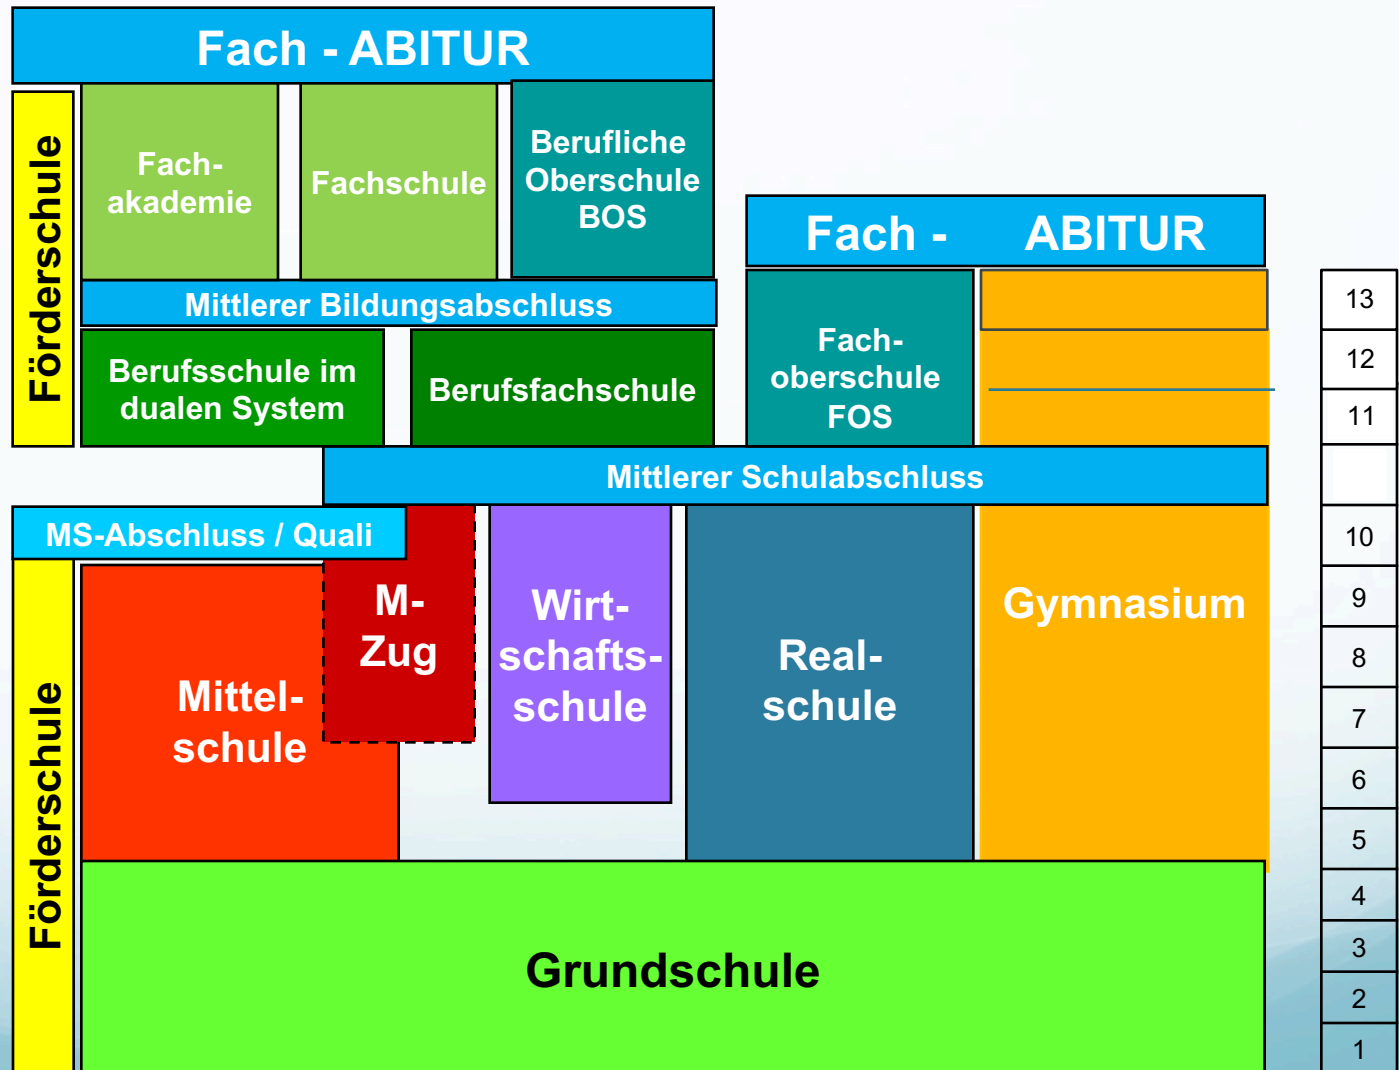 Fach - ABITUR
Förderschule
Fach-
akademie
Fachschule
Berufliche
Oberschule
BOS
Mittlerer Bildungsabschluss
Berufsschule im
dualen System
Berufsfachschule
Fach - ABITUR
Fach-
oberschule
FOS
Mittlerer Schulabschluss
MS-Abschluss / Quali
Förderschule
Mittel-
schule
M-
Zug
Wirt-
schafts-
schule
Real-
schule
Gymnasium
Grundschule
13
12
11
10
9
8
7
6
5
4
3
2
1